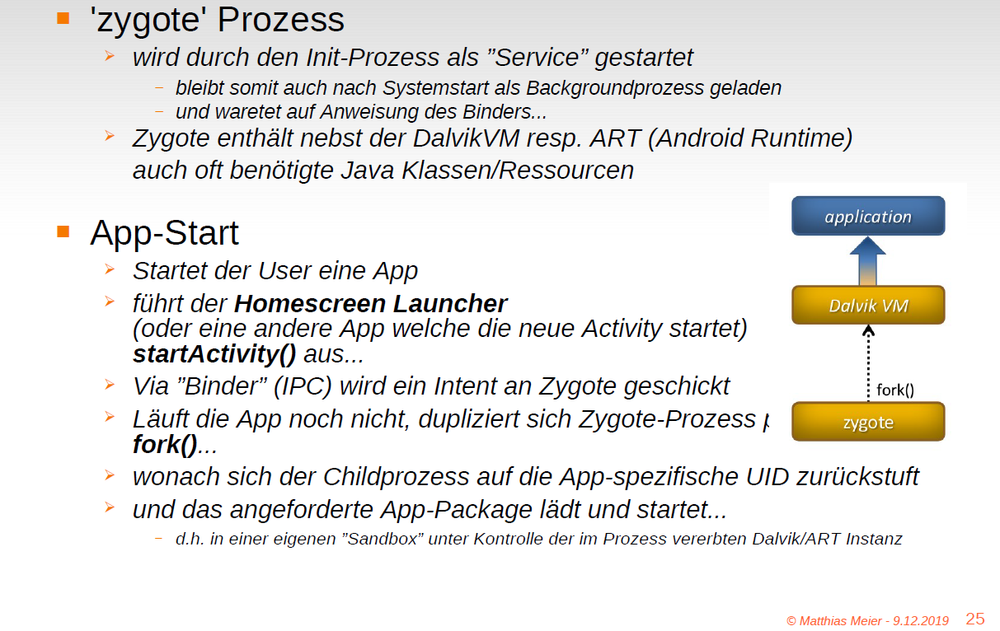 'zygote' Prozess
wird durch den Init-Prozess als ”Service” gestartet
bleibt somit auch nach Systemstart als Backgroundprozess geladen
und waretet auf Anweisung des Binders...
Zygote enthält nebst der DalvikVM resp. ART (Android Runtime)
auch oft benötigte Java Klassen/Ressourcen
App-Start
Startet der User eine App
führt der Homescreen Launcher
(oder eine andere App welche die neue Activity startet)
startActivity() aus...
Via ”Binder” (IPC) wird ein Intent an Zygote geschickt
Läuft die App noch nicht, dupliziert sich Zygote-Prozess
fork()...
wonach sich der Childprozess auf die App-spezifische UID zurückstuft
und das angeforderte App-Package lädt und startet...
d.h. in einer eigenen ”Sandbox” unter Kontrolle der im Prozess vererbten Dalvik/ART Instanz
application
Dalvik VM
fork()
zygote
© Matthias Meier - 9.12.2019 25